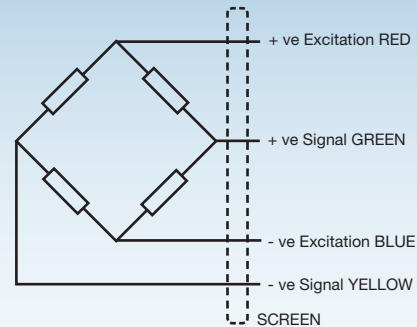 + ve Excitation RED
+ ve Signal GREEN
- ve Excitation BLUE
- ve Signal YELLOW
SCREEN